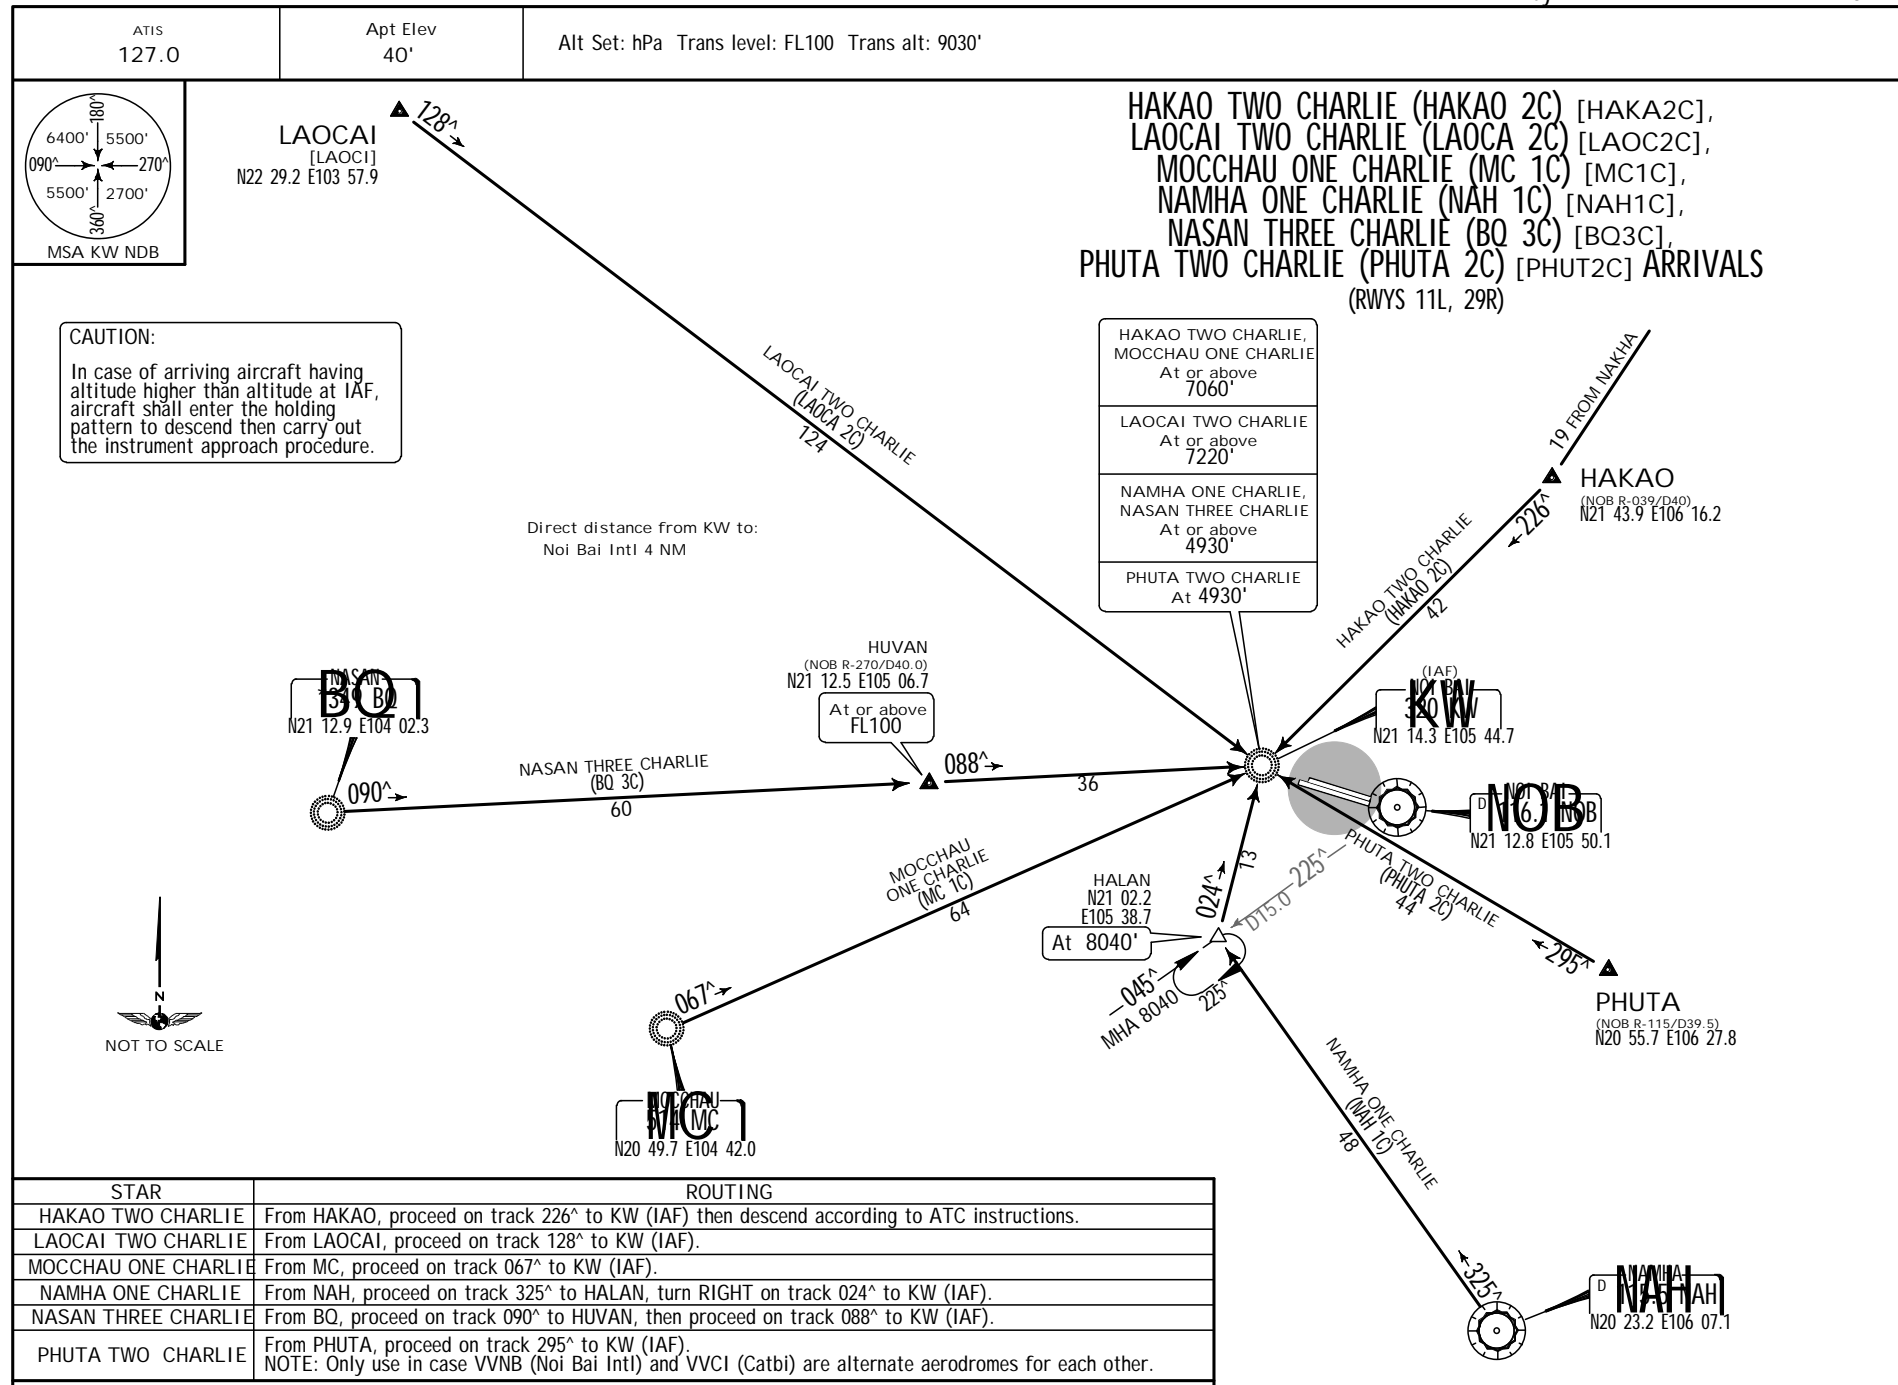 ATIS
127.0
Apt Elev
40'
Alt Set: hPa Trans level: FL100 Trans alt: 9030'
180^
6400' 5500'
090^ 270^
5500' 2700'
360^
MSA KW NDB
LAOCAI
[LAOCI]
N22 29.2 E103 57.9
128^
HAKAO TWO CHARLIE (HAKAO 2C) [HAKA2C],
LAOCAI TWO CHARLIE (LAOCA 2C) [LAOC2C],
MOCCHAU ONE CHARLIE (MC 1C) [MC1C],
NAMHA ONE CHARLIE (NAH 1C) [NAH1C],
NASAN THREE CHARLIE (BQ 3C) [BQ3C],
PHUTA TWO CHARLIE (PHUTA 2C) [PHUT2C] ARRIVALS
(RWYS 11L, 29R)
CAUTION:
In case of arriving aircraft having
altitude higher than altitude at IAF,
aircraft shall enter the holding
pattern to descend then carry out
the instrument approach procedure.
LAOCAI TWO CHARLIE
(LAOCA 2C)
124
HAKAO TWO CHARLIE,
MOCCHAU ONE CHARLIE
At or above
7060'
LAOCAI TWO CHARLIE
At or above
7220'
NAMHA ONE CHARLIE,
NASAN THREE CHARLIE
At or above
4930'
PHUTA TWO CHARLIE
At 4930'
19 FROM NAKHA
HAKAO
(NOB R-039/D40)
N21 43.9 E106 16.2
226^
HAKAO TWO CHARLIE
(HAKAO 2C)
42
Direct distance from KW to:
Noi Bai Intl 4 NM
HUVAN
(NOB R-270/D40.0)
N21 12.5 E105 06.7
At or above
FL100
BQ
NASAN
*349 BQ
N21 12.9 E104 02.3
090^
NASAN THREE CHARLIE
(BQ 3C)
60
088^
36
(IAF)
KW
NOI BAI
320 KW
N21 14.3 E105 44.7
NOB
NOI BAI
D 116.1 NOB
N21 12.8 E105 50.1
MOCCHAU
ONE CHARLIE
(MC 1C)
64
067^
HALAN
N21 02.2
E105 38.7
At 8040'
024^
13
D15.0
225^
045^
MHA 8040
225^
PHUTA TWO CHARLIE
(PHUTA 2C)
44
295^
PHUTA
(NOB R-115/D39.5)
N20 55.7 E106 27.8
N
NOT TO SCALE
MC
MOCCHAU
514 MC
N20 49.7 E104 42.0
NAMHA ONE CHARLIE
(NAH 1C)
48
325^
NAH
NAMHA
D 115.5 NAH
N20 23.2 E106 07.1
STAR ROUTING
HAKAO TWO CHARLIE From HAKAO, proceed on track 226^ to KW (IAF) then descend according to ATC instructions.
LAOCAI TWO CHARLIE From LAOCAI, proceed on track 128^ to KW (IAF).
MOCCHAU ONE CHARLIE From MC, proceed on track 067^ to KW (IAF).
NAMHA ONE CHARLIE From NAH, proceed on track 325^ to HALAN, turn RIGHT on track 024^ to KW (IAF).
NASAN THREE CHARLIE From BQ, proceed on track 090^ to HUVAN, then proceed on track 088^ to KW (IAF).
PHUTA TWO CHARLIE From PHUTA, proceed on track 295^ to KW (IAF).
NOTE: Only use in case VVNB (Noi Bai Intl) and VVCI (Catbi) are alternate aerodromes for each other.